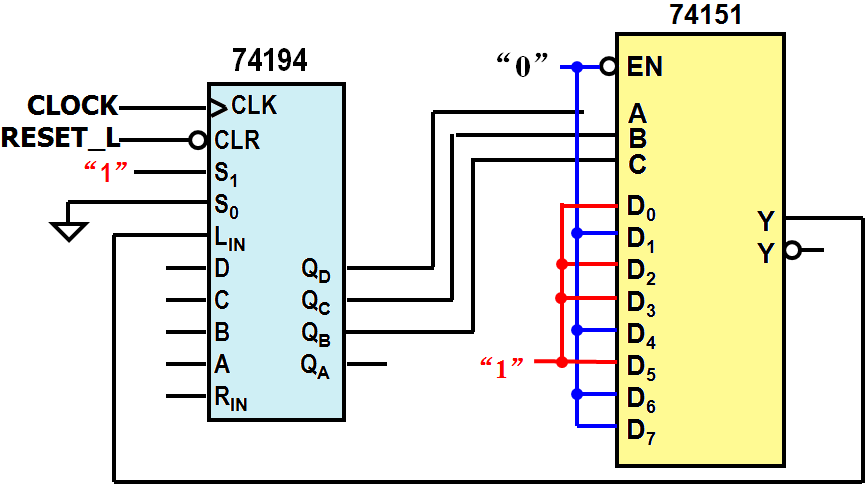 74151
74194
“0”
EN
CLOCK
CLK
A
RESET_L
CLR
B
“1”
S1
C
S0
D0
LIN
D1
Y
Y
D
QD
D2
C
QC
D3
B
QB
D4
A
QA
“1”
D5
RIN
D6
D7